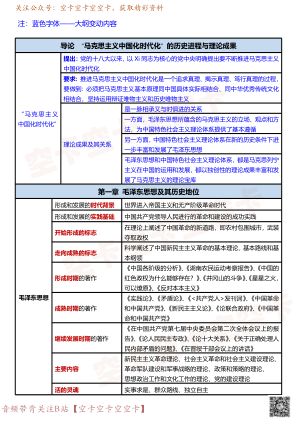 关注公众号：空卡空空卡空，获取精彩资料
注：蓝色字体——大纲变动内容
导论 “马克思主义中国化时代化”的历史进程与理论成果
“马克思主义中国化时代化”
提出：党的十八大以来，以 Xi 同志为核心的党中央明确提出要不断推进马克思主义
中国化时代化
要求：推进马克思主义中国化时代化是一个追求真理、揭示真理、笃行真理的过程，
要做到：必须把马克思主义基本原理同中国具体实际相结合、同中华优秀传统文化
相结合，坚持运用辩证唯物主义和历史唯物主义
理论成果及其关系
是一脉相承又与时俱进的关系
一方面，毛泽东思想所蕴含的马克思主义的立场、观点和方
法，为中国特色社会主义理论体系提供了基本遵循
另一方面，中国特色社会主义理论体系在新的历史条件下进
一步丰富和发展了毛泽东思想
毛泽东思想和中国特色社会主义理论体系，都是马克思列宁
主义在中国的运用和发展，都以独创性的理论成果丰富和发
展了马克思主义的理论宝库
第一章 毛泽东思想及其历史地位
毛泽东思想
形成和发展的时代背景 世界进入帝国主义和无产阶级革命时代
形成和发展的实践基础 中国共产党领导人民进行的革命和建设的成功实践
开始形成的标志 在理论上阐述了中国革命的新道路，即农村包围城市、武装
夺取政权
走向成熟的标志 科学阐述了中国新民主主义革命的基本理论、基本路线和基
本纲领
形成时期的著作 《中国各阶级的分析》、《湖南农民运动考察报告》、《中国的
红色政权为什么能够存在？》、《井冈山的斗争》、《星星之火，
可以燎原》、《反对本本主义》
成熟时期的著作 《实践论》、《矛盾论》、《<共产党人>发刊词》、《中国革命
和中国共产党》、《新民主主义论》、《论联合政府》、《中国革
命和中国共产党》
继续发展时期的著作 《在中国共产党第七届中央委员会第二次全体会议上的报
告》、《论人民民主专政》、《论十大关系》、《关于正确处理人
民内部矛盾的问题》、《在晋绥干部会议上的讲话》
主要内容 新民主主义革命理论、社会主义革命和社会主义建设理论、
革命军队建设和军事战略的理论、政策和策略的理论、
思想政治工作和文化工作的理论、党的建设理论
活的灵魂 实事求是，群众路线，独立自主
音频带背关注B站【空卡空空卡空】